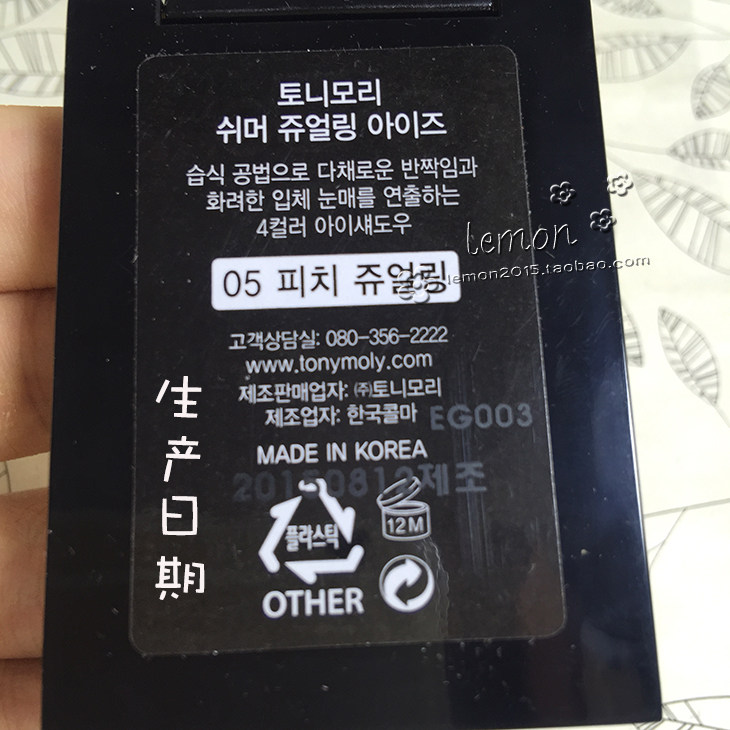 토니모리
쉬머 쥬얼링 아이즈
습식 공법으로 다채로운 반짝임과
화려한 입체 눈매를 연출하는
4컬러 아이섀도우
lemon
lemon2015.taobao.com
05 피치 쥬얼링
고객상담실: 080-356-2222
www.tonymoly.com
제조판매업자: ㈜토니모리
제조업자: 한국콜마
EG003
MADE IN KOREA
20150812제조
생산日期
플라스틱
12M
OTHER